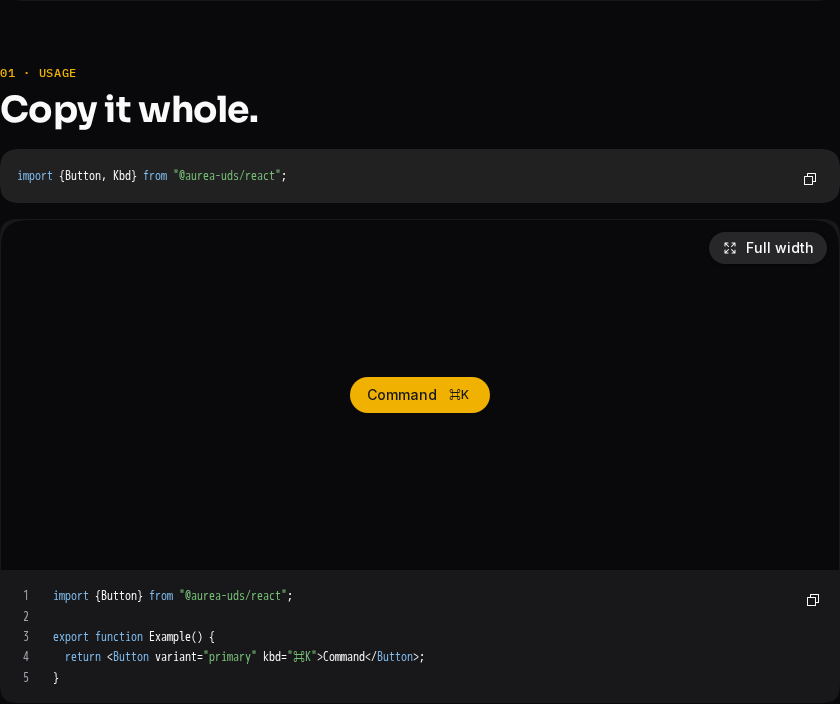 01 · USAGE
Copy it whole.
import {Button, Kbd} from "@aurea-uds/react";
Full width
Command ⌘K
1 import {Button} from "@aurea-uds/react";
2
3 export function Example() {
4   return <Button variant="primary" kbd="⌘K">Command</Button>;
5 }